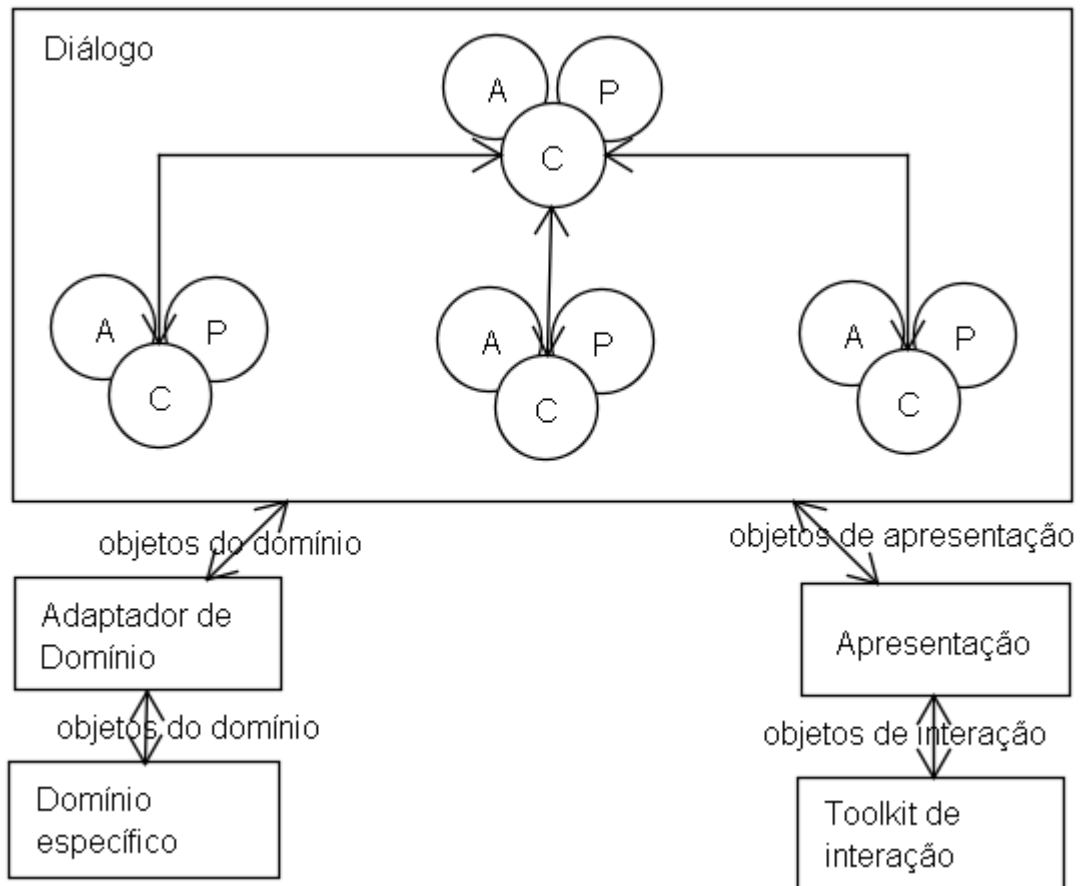 Diálogo
A
P
C
A
P
C
A
P
C
A
P
C
objetos do domínio
objetos de apresentação
Adaptador de
Domínio
Apresentação
objetos do domínio
objetos de interação
Domínio
específico
Toolkit de
interação